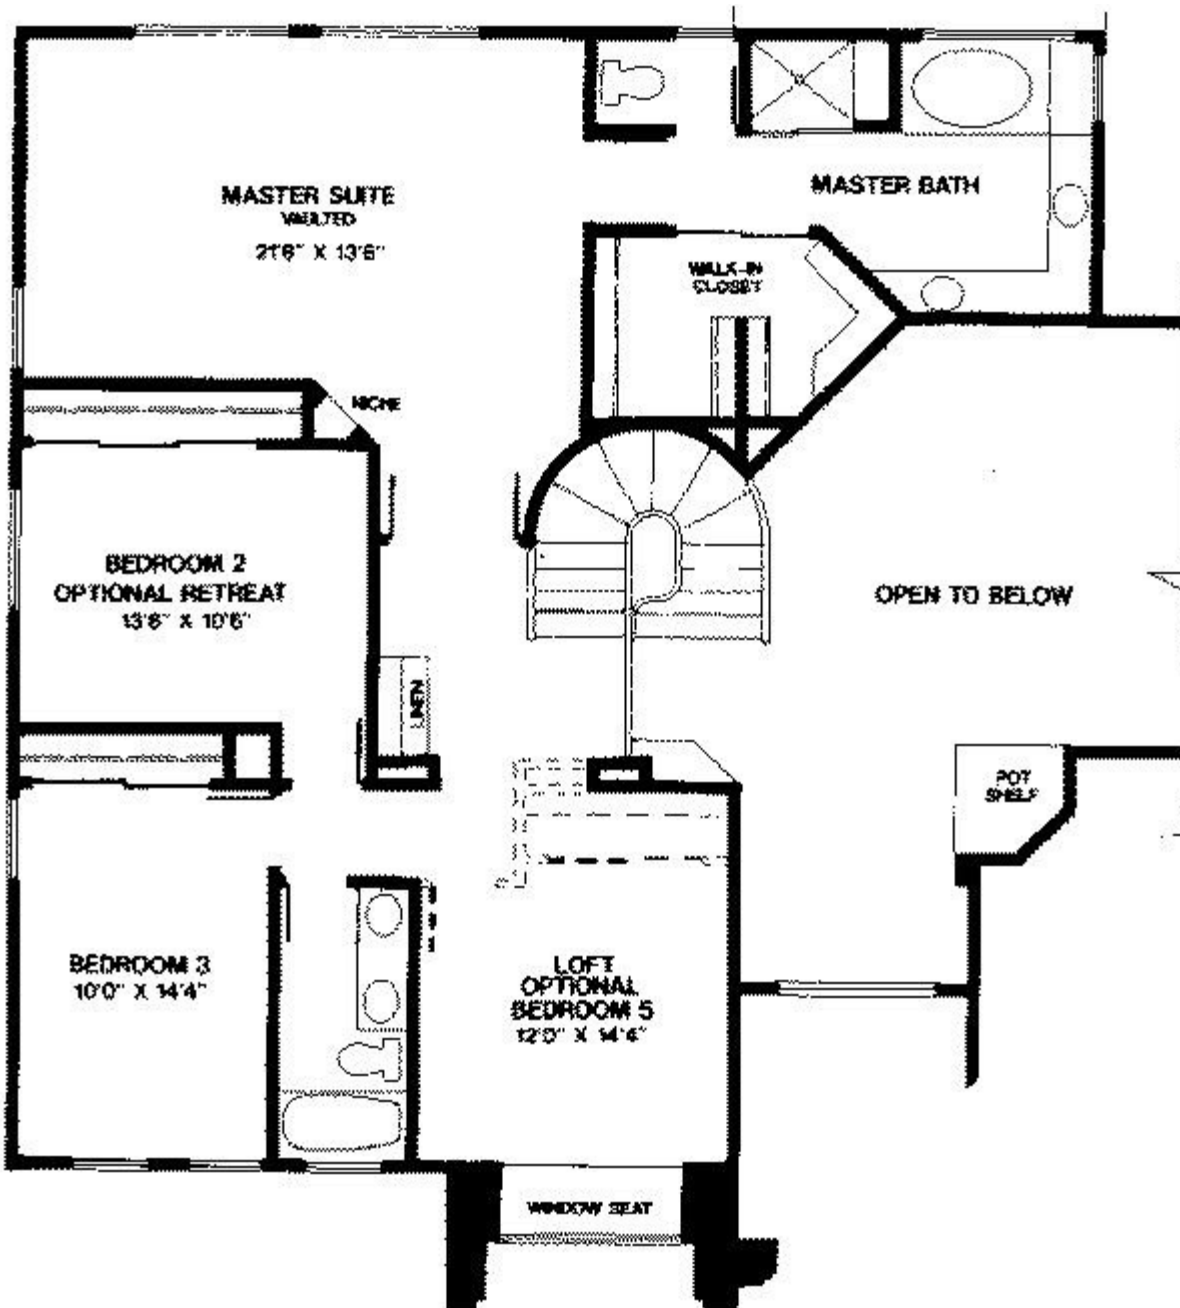 MASTER SUITE
VAULTED
21'6" X 13'6"
MASTER BATH
WALK-IN
CLOSET
NICHE
BEDROOM 2
OPTIONAL RETREAT
13'6" X 10'6"
OPEN TO BELOW
LINEN
POT
SHELF
BEDROOM 3
10'0" X 14'4"
LOFT
OPTIONAL
BEDROOM 5
12'0" X 14'4"
WINDOW SEAT